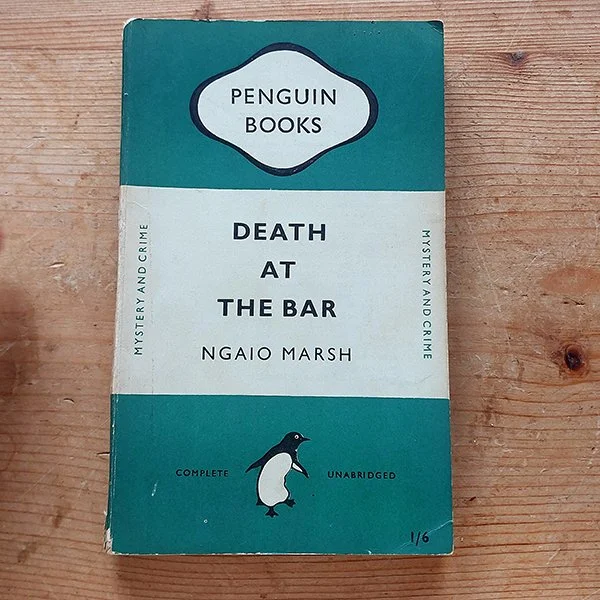 PENGUIN
BOOKS
DEATH
AT
THE BAR
NGAIO MARSH
MYSTERY AND CRIME
MYSTERY AND CRIME
COMPLETE UNABRIDGED
1/6